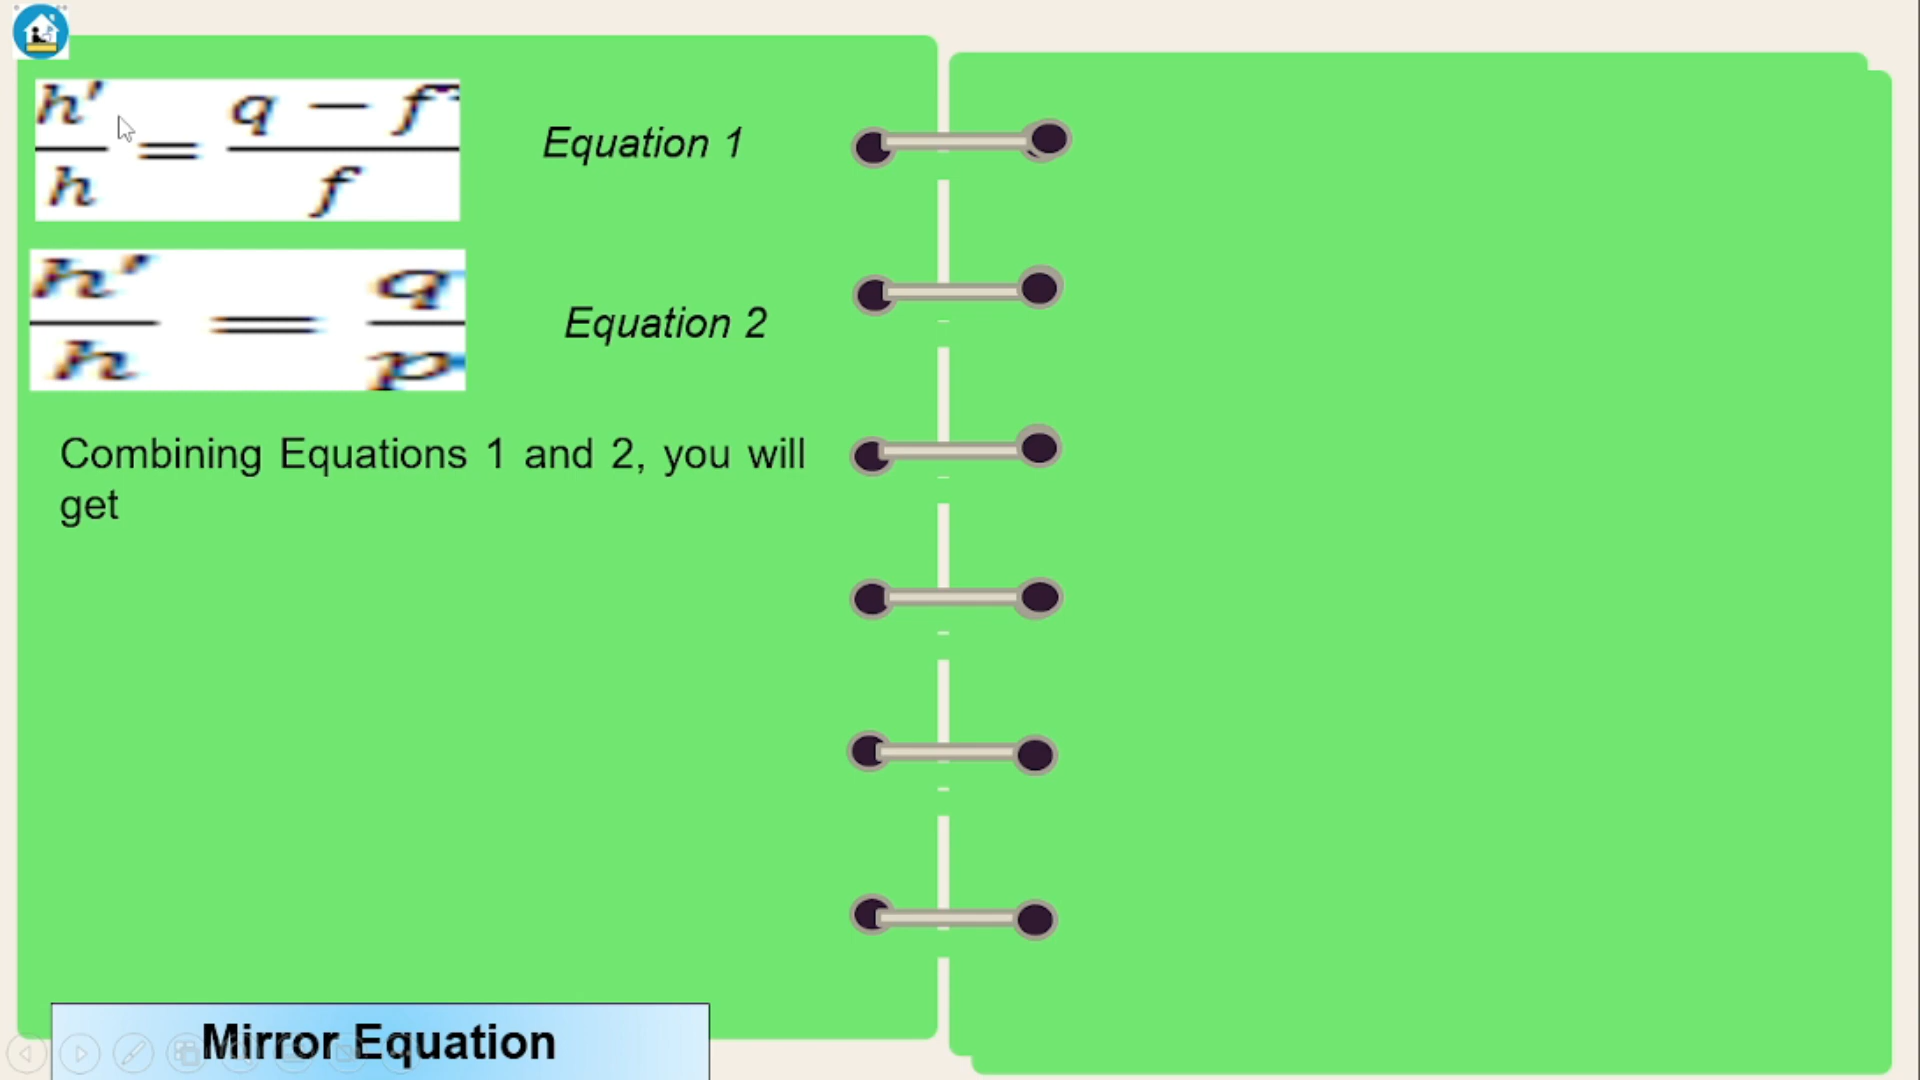 h' / h = q − f / f
Equation 1
h' / h = q / p
Equation 2
Combining Equations 1 and 2, you will
get
Mirror Equation